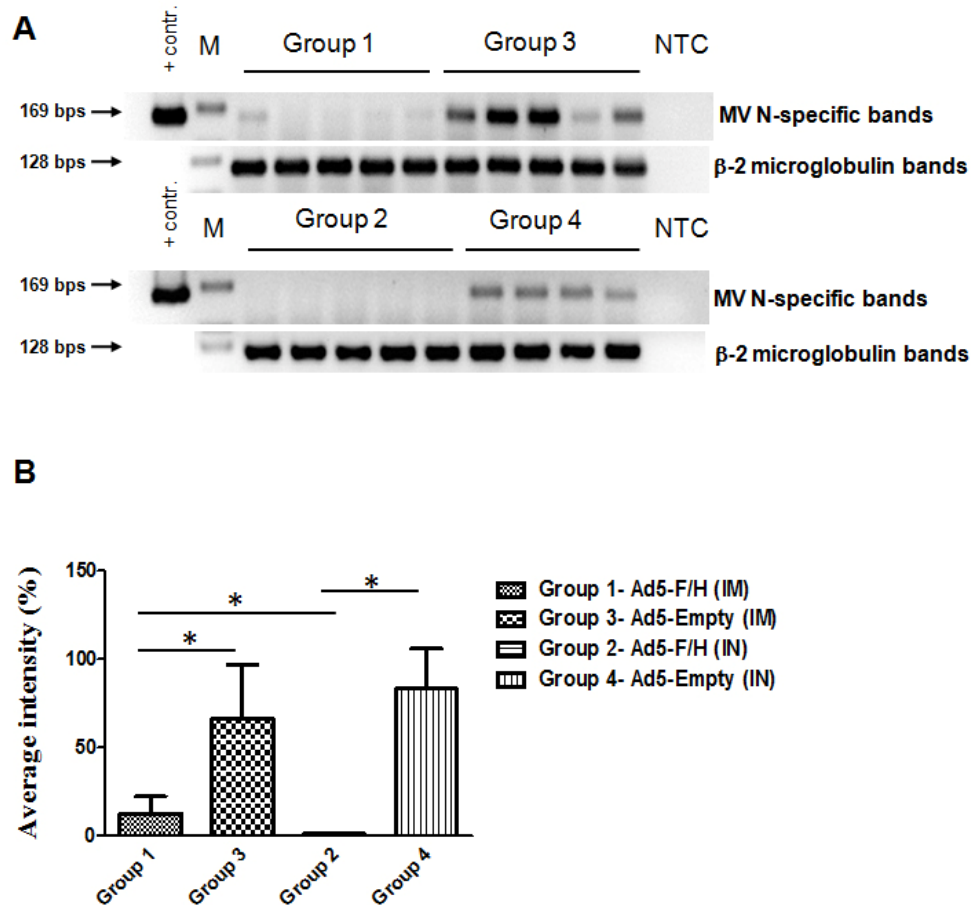 A
+ contr.
M
Group 1
Group 3
NTC
169 bps
MV N-specific bands
128 bps
β-2 microglobulin bands
+ contr.
M
Group 2
Group 4
NTC
169 bps
MV N-specific bands
128 bps
β-2 microglobulin bands
B
Average intensity (%)
150
100
50
0
*
*
*
Group 1
Group 3
Group 2
Group 4
Group 1- Ad5-F/H (IM)
Group 3- Ad5-Empty (IM)
Group 2- Ad5-F/H (IN)
Group 4- Ad5-Empty (IN)